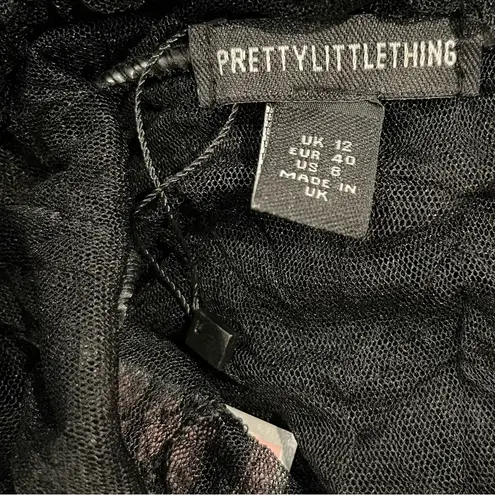 PRETTYLITTLETHING
UK 12
EUR 40
US 8
MADE IN
UK